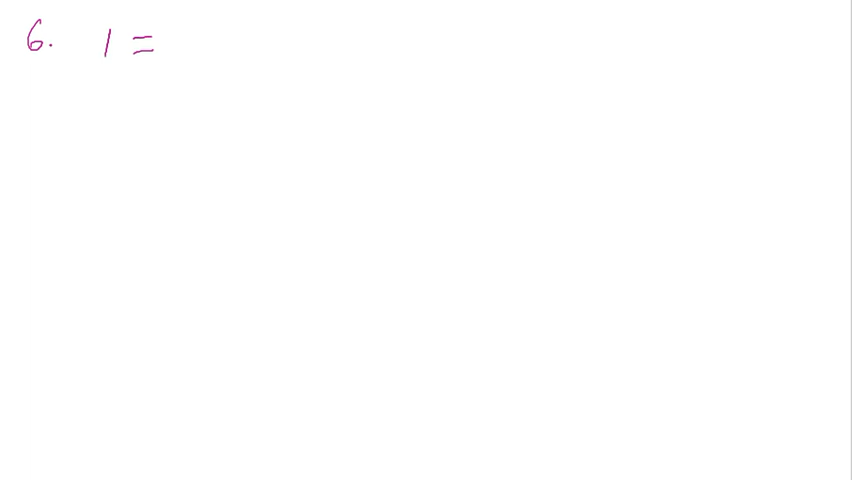 6. 1 =